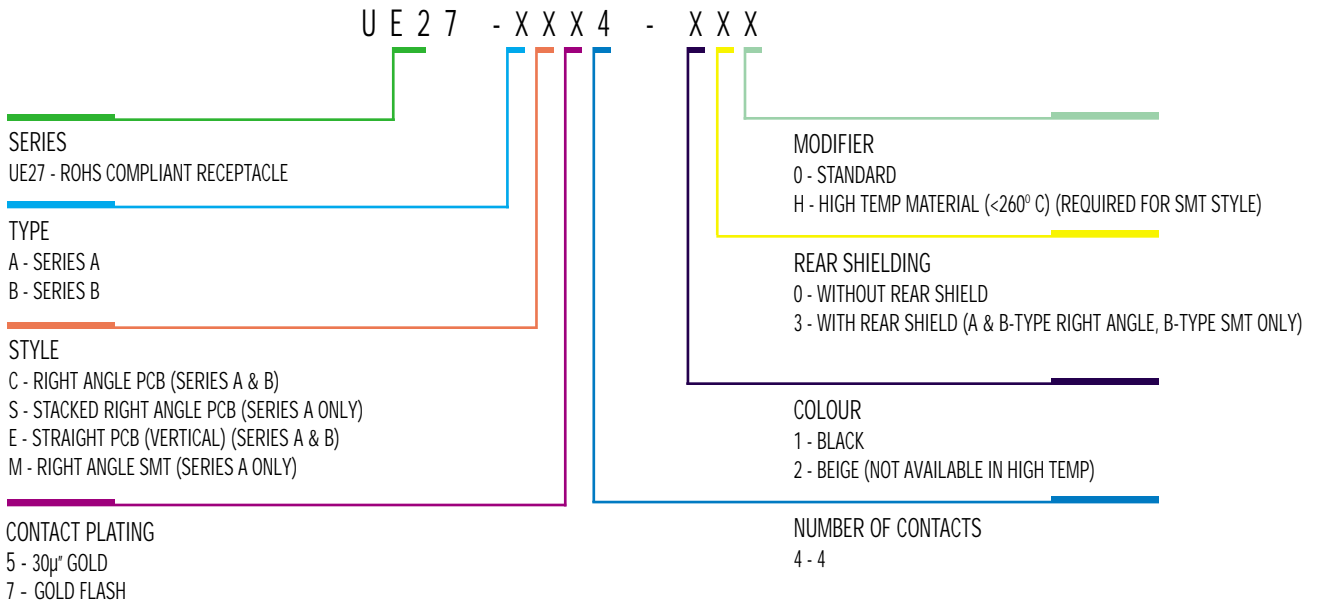 UE27 -XXX4 - XXX
SERIES
UE27 - ROHS COMPLIANT RECEPTACLE
TYPE
A - SERIES A
B - SERIES B
STYLE
C - RIGHT ANGLE PCB (SERIES A & B)
S - STACKED RIGHT ANGLE PCB (SERIES A ONLY)
E - STRAIGHT PCB (VERTICAL) (SERIES A & B)
M - RIGHT ANGLE SMT (SERIES A ONLY)
CONTACT PLATING
5 - 30µ" GOLD
7 - GOLD FLASH
MODIFIER
0 - STANDARD
H - HIGH TEMP MATERIAL (<260º C) (REQUIRED FOR SMT STYLE)
REAR SHIELDING
0 - WITHOUT REAR SHIELD
3 - WITH REAR SHIELD (A & B-TYPE RIGHT ANGLE, B-TYPE SMT ONLY)
COLOUR
1 - BLACK
2 - BEIGE (NOT AVAILABLE IN HIGH TEMP)
NUMBER OF CONTACTS
4 - 4